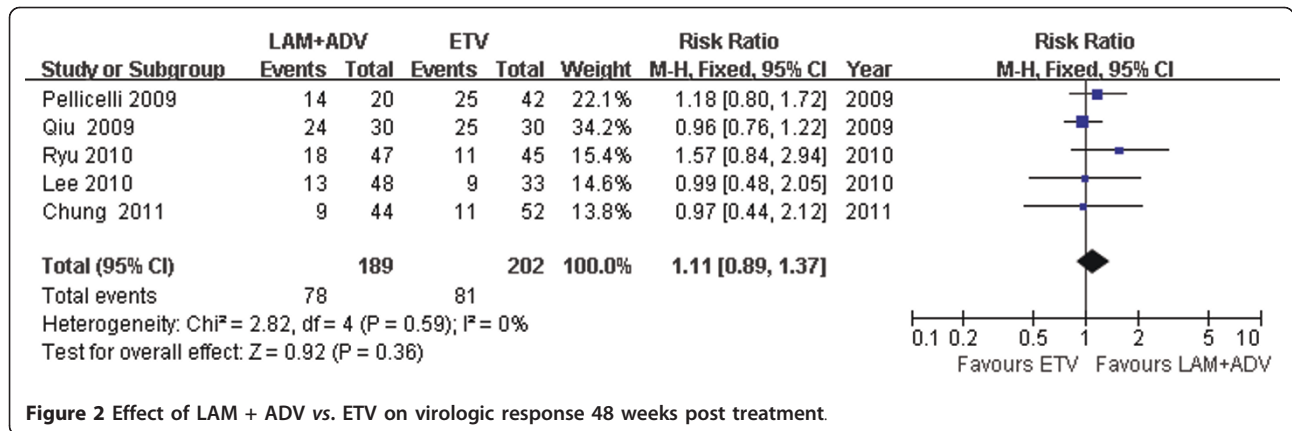 LAM+ADV ETV Risk Ratio Risk Ratio
Study or Subgroup Events Total Events Total Weight M-H, Fixed, 95% CI Year M-H, Fixed, 95% CI
Pellicelli 2009 14 20 25 42 22.1% 1.18 [0.80, 1.72] 2009
Qiu 2009 24 30 25 30 34.2% 0.96 [0.76, 1.22] 2009
Ryu 2010 18 47 11 45 15.4% 1.57 [0.84, 2.94] 2010
Lee 2010 13 48 9 33 14.6% 0.99 [0.48, 2.05] 2010
Chung 2011 9 44 11 52 13.8% 0.97 [0.44, 2.12] 2011
Total (95% CI) 189 202 100.0% 1.11 [0.89, 1.37]
Total events 78 81
Heterogeneity: Chi² = 2.82, df = 4 (P = 0.59); I² = 0%
Test for overall effect: Z = 0.92 (P = 0.36)
0.1 0.2 0.5 1 2 5 10
Favours ETV Favours LAM+ADV
Figure 2 Effect of LAM + ADV vs. ETV on virologic response 48 weeks post treatment.